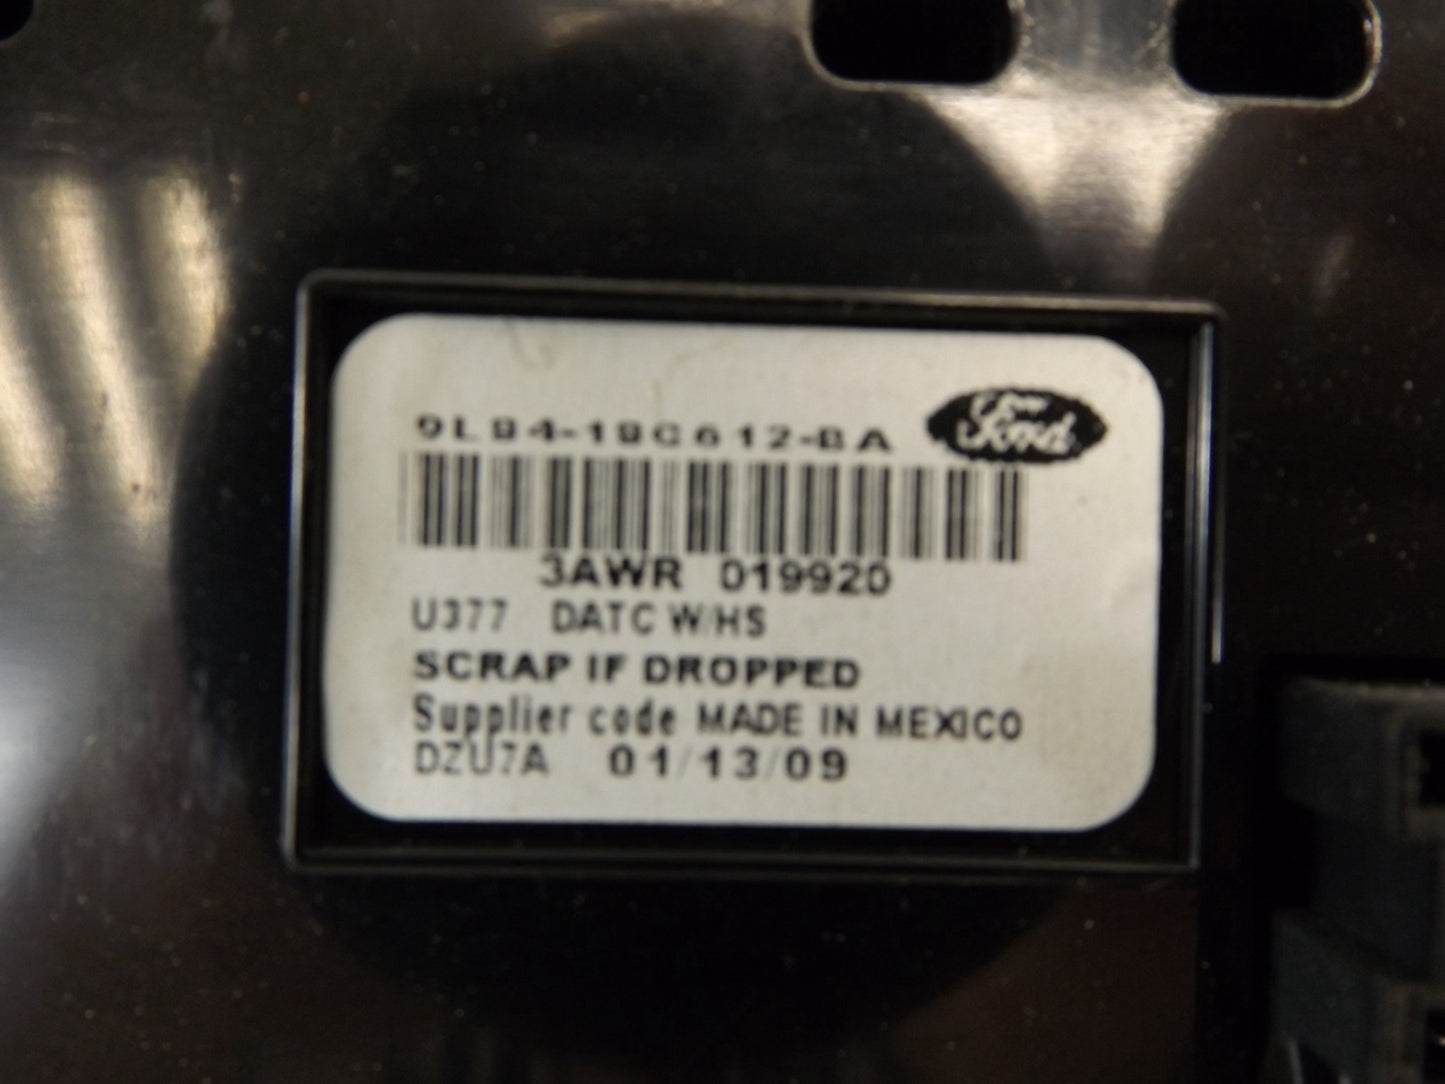 9LB4-19C612-BA
Ford
3AWR 019920
U377 DATC W/HS
SCRAP IF DROPPED
Supplier code MADE IN MEXICO
DZU7A 01/13/09